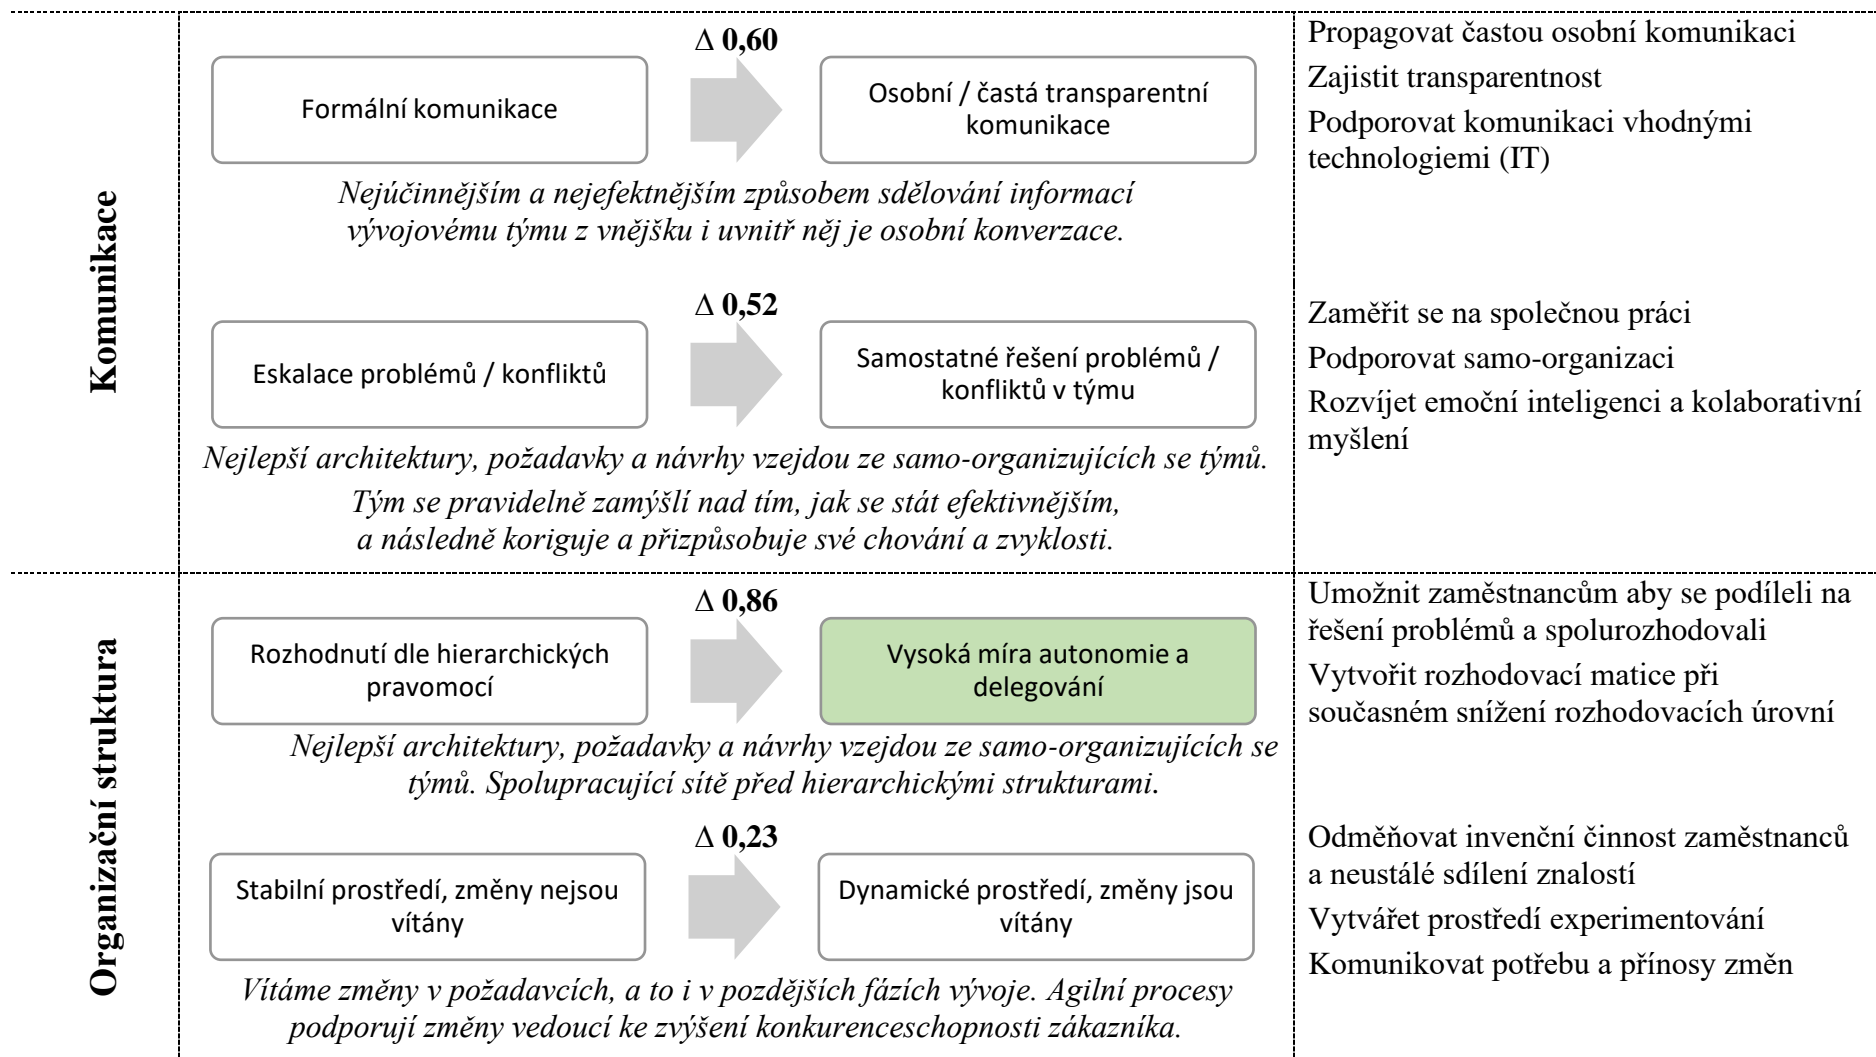 Komunikace
Δ 0,60
Formální komunikace
Osobní / častá transparentní
komunikace
Nejúčinnějším a nejefektnějším způsobem sdělování informací
vývojovému týmu z vnějšku i uvnitř něj je osobní konverzace.
Propagovat častou osobní komunikaci
Zajistit transparentnost
Podporovat komunikaci vhodnými
technologiemi (IT)
Δ 0,52
Eskalace problémů / konfliktů
Samostatné řešení problémů /
konfliktů v týmu
Nejlepší architektury, požadavky a návrhy vzejdou ze samo-organizujících se týmů.
Tým se pravidelně zamýšlí nad tím, jak se stát efektivnějším,
a následně koriguje a přizpůsobuje své chování a zvyklosti.
Zaměřit se na společnou práci
Podporovat samo-organizaci
Rozvíjet emoční inteligenci a kolaborativní
myšlení
Organizační struktura
Δ 0,86
Rozhodnutí dle hierarchických
pravomocí
Vysoká míra autonomie a
delegování
Nejlepší architektury, požadavky a návrhy vzejdou ze samo-organizujících se
týmů. Spolupracující sítě před hierarchickými strukturami.
Umožnit zaměstnancům aby se podíleli na
řešení problémů a spolurozhodovali
Vytvořit rozhodovací matice při
současném snížení rozhodovacích úrovní
Δ 0,23
Stabilní prostředí, změny nejsou
vítány
Dynamické prostředí, změny jsou
vítány
Vítáme změny v požadavcích, a to i v pozdějších fázích vývoje. Agilní procesy
podporují změny vedoucí ke zvýšení konkurenceschopnosti zákazníka.
Odměňovat invenční činnost zaměstnanců
a neustálé sdílení znalostí
Vytvářet prostředí experimentování
Komunikovat potřebu a přínosy změn